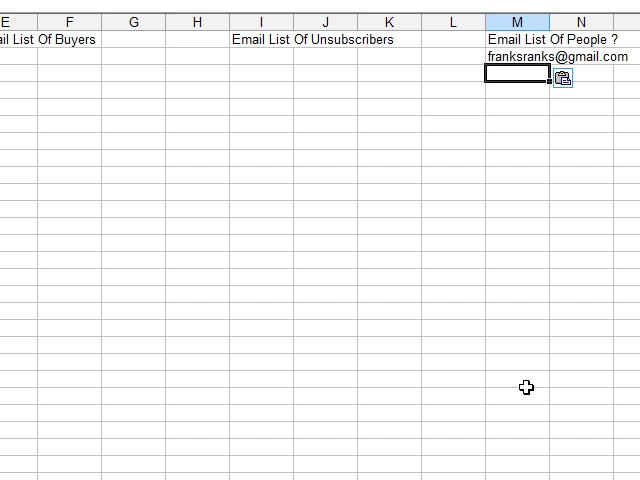 E F G H I J K L M N
ail List Of Buyers Email List Of Unsubscribers Email List Of People ?
franksranks@gmail.com